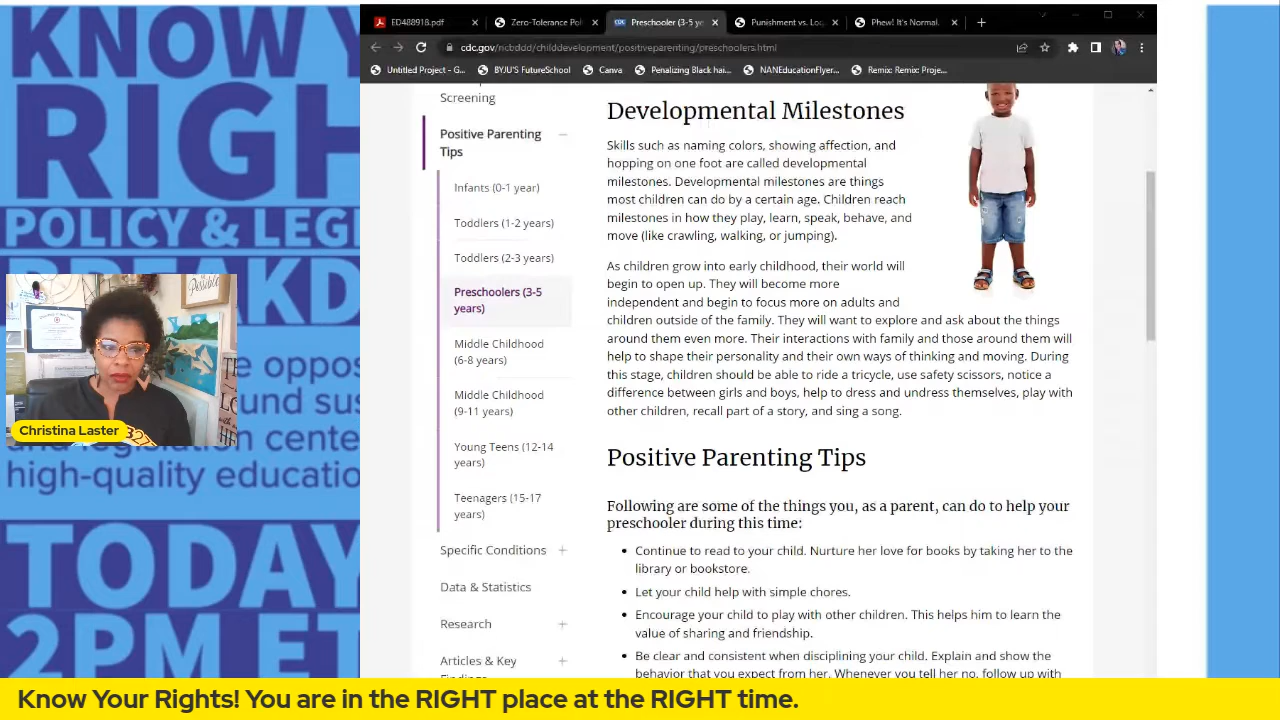 KNOW Y
RIGH
POLICY & LEGI
BREAKD
e oppos
und sus
and legislation cente
high-quality educatio
TODAY
2PM ET
Possible
Christina Laster
ED488918.pdf
Zero-Tolerance Pol
Preschooler (3-5 ye
Punishment vs. Log
Phew! It's Normal.
cdc.gov/ncbddd/childdevelopment/positiveparenting/preschoolers.html
Untitled Project - G...
BYJU'S FutureSchool
Canva
Penalizing Black hai...
NANEducationFlyer...
Remix: Remix Proje...
Screening
Positive Parenting
Tips
Infants (0-1 year)
Toddlers (1-2 years)
Toddlers (2-3 years)
Preschoolers (3-5
years)
Middle Childhood
(6-8 years)
Middle Childhood
(9-11 years)
Young Teens (12-14
years)
Teenagers (15-17
years)
Specific Conditions
Data & Statistics
Research
Articles & Key
Developmental Milestones
Skills such as naming colors, showing affection, and
hopping on one foot are called developmental
milestones. Developmental milestones are things
most children can do by a certain age. Children reach
milestones in how they play, learn, speak, behave, and
move (like crawling, walking, or jumping).
As children grow into early childhood, their world will
begin to open up. They will become more
independent and begin to focus more on adults and
children outside of the family. They will want to explore and ask about the things
around them even more. Their interactions with family and those around them will
help to shape their personality and their own ways of thinking and moving. During
this stage, children should be able to ride a tricycle, use safety scissors, notice a
difference between girls and boys, help to dress and undress themselves, play with
other children, recall part of a story, and sing a song.
Positive Parenting Tips
Following are some of the things you, as a parent, can do to help your
preschooler during this time:
Continue to read to your child. Nurture her love for books by taking her to the
library or bookstore.
Let your child help with simple chores.
Encourage your child to play with other children. This helps him to learn the
value of sharing and friendship.
Be clear and consistent when disciplining your child. Explain and show the
behavior that you expect from her. Whenever you tell her no, follow up with
Know Your Rights! You are in the RIGHT place at the RIGHT time.